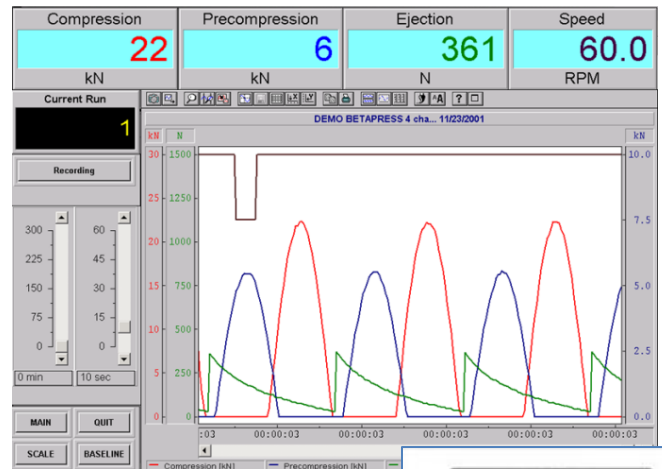 Compression Precompression Ejection Speed
22 6 361 60.0
kN kN N RPM
Current Run
1
Recording
300 60
225 45
150 30
75 15
0 0
0 min 10 sec
MAIN QUIT
SCALE BASELINE
DEMO BETAPRESS 4 cha... 11/23/2001
kN N kN
30 1500 10.0
25 1250
7.5
20 1000
15 750 5.0
10 500
2.5
5 250
0 0 0.0
:03 00:00:03 00:00:03 00:00:03 00:00:03 00:00:03 00:00:03
Compression [kN] Precompression [kN]